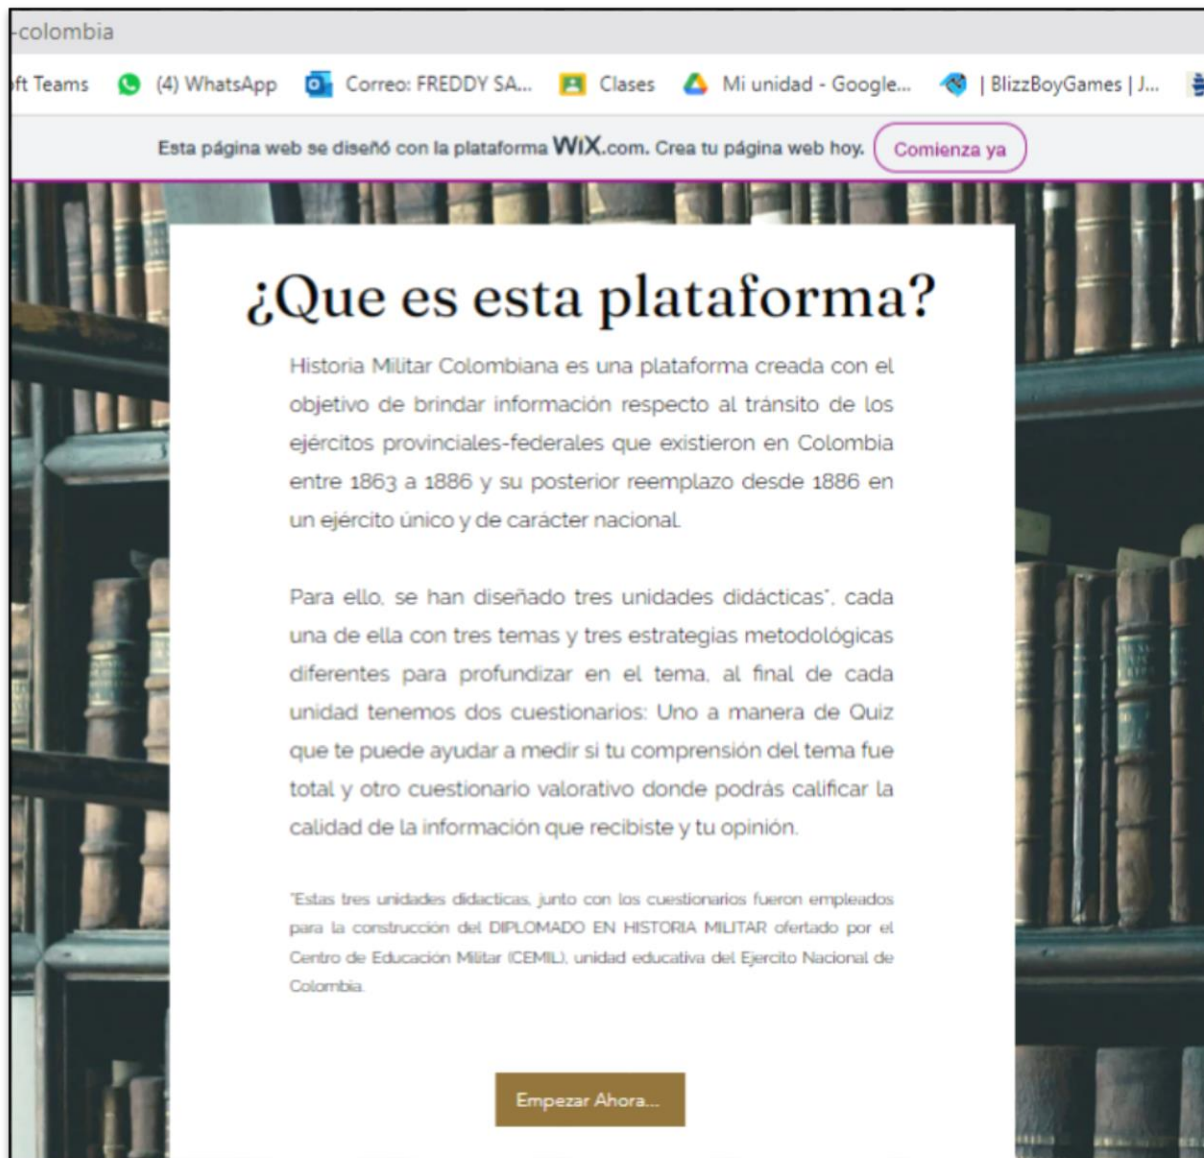 -colombia
ft Teams (4) WhatsApp Correo: FREDDY SA... Clases Mi unidad - Google... | BlizzBoyGames | J...
Esta página web se diseñó con la plataforma WiX.com. Crea tu página web hoy. Comienza ya
¿Que es esta plataforma?
Historia Militar Colombiana es una plataforma creada con el
objetivo de brindar información respecto al tránsito de los
ejércitos provinciales-federales que existieron en Colombia
entre 1863 a 1886 y su posterior reemplazo desde 1886 en
un ejército único y de carácter nacional.
Para ello, se han diseñado tres unidades didácticas*, cada
una de ella con tres temas y tres estrategias metodológicas
diferentes para profundizar en el tema, al final de cada
unidad tenemos dos cuestionarios: Uno a manera de Quiz
que te puede ayudar a medir si tu comprensión del tema fue
total y otro cuestionario valorativo donde podrás calificar la
calidad de la información que recibiste y tu opinión.
*Estas tres unidades didacticas, junto con los cuestionarios fueron empleados
para la construcción del DIPLOMADO EN HISTORIA MILITAR ofertado por el
Centro de Educación Militar (CEMIL), unidad educativa del Ejercito Nacional de
Colombia.
Empezar Ahora...